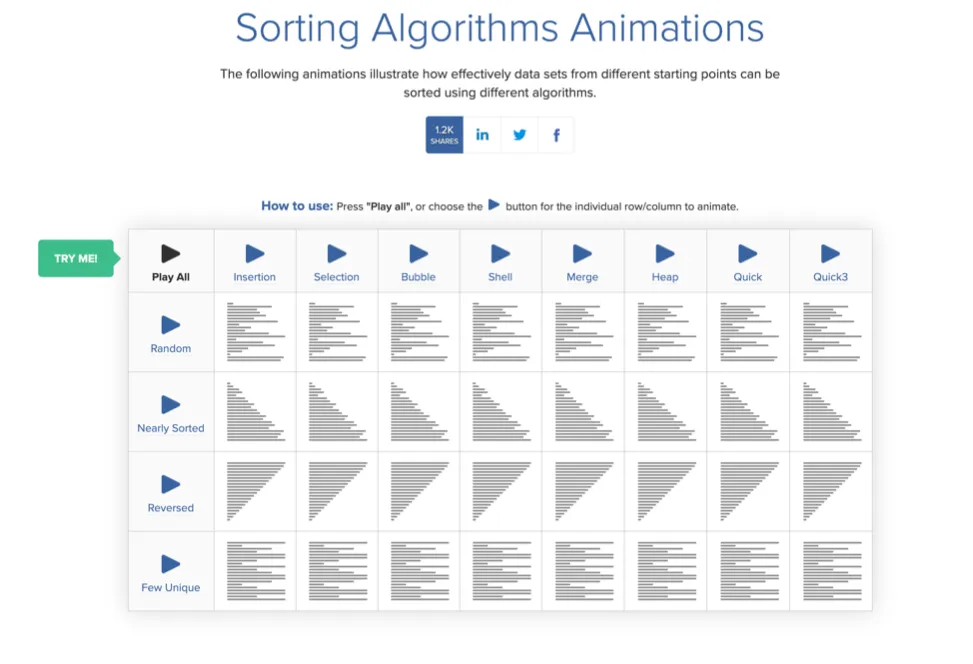 Sorting Algorithms Animations
The following animations illustrate how effectively data sets from different starting points can be
sorted using different algorithms.
1.2K
SHARES
in
f
How to use: Press "Play all", or choose the button for the individual row/column to animate.
TRY ME!
Play All Insertion Selection Bubble Shell Merge Heap Quick Quick3
Random
Nearly Sorted
Reversed
Few Unique